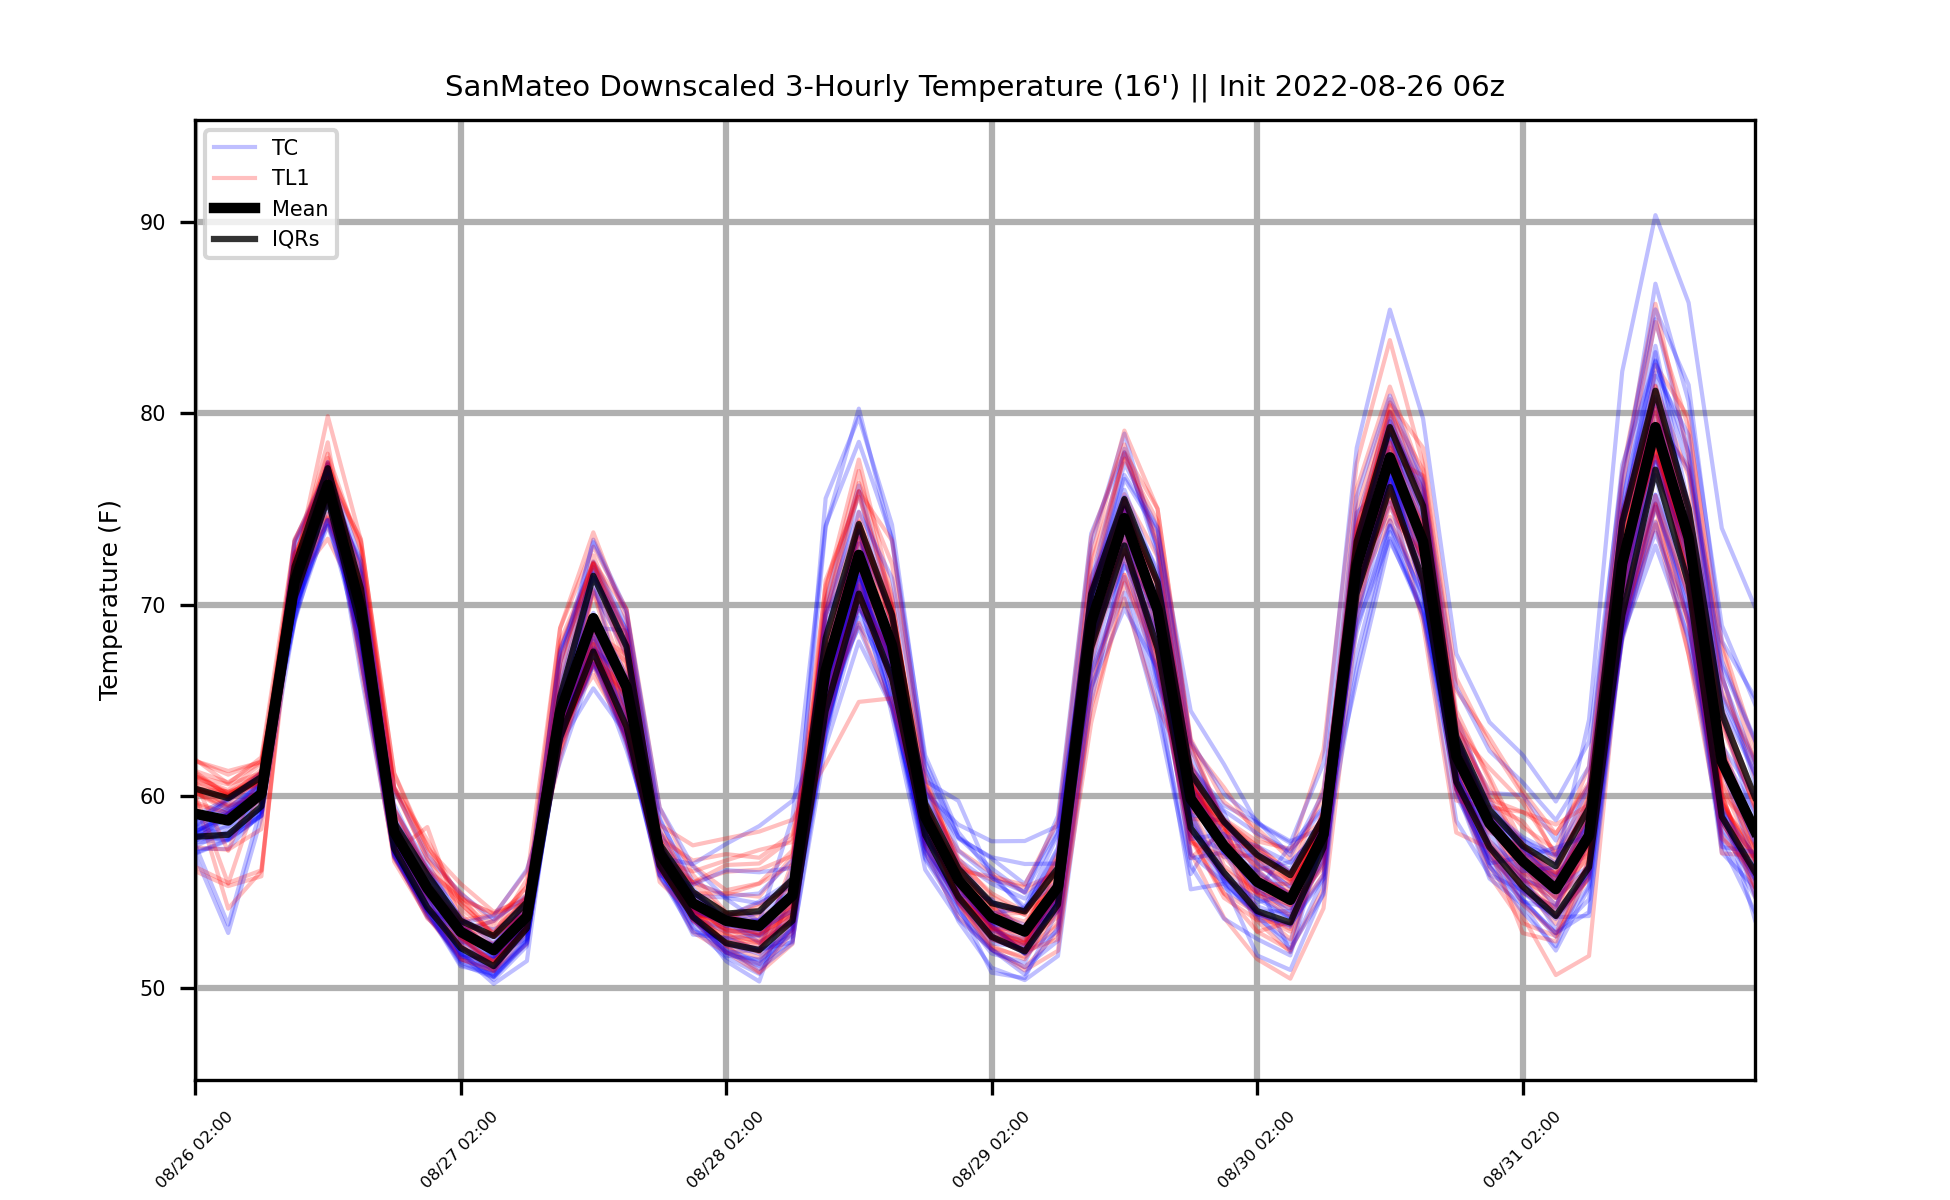 SanMateo Downscaled 3-Hourly Temperature (16') || Init 2022-08-26 06z
TC
TL1
Mean
IQRs
Temperature (F)
90
80
70
60
50
08/26 02:00
08/27 02:00
08/28 02:00
08/29 02:00
08/30 02:00
08/31 02:00